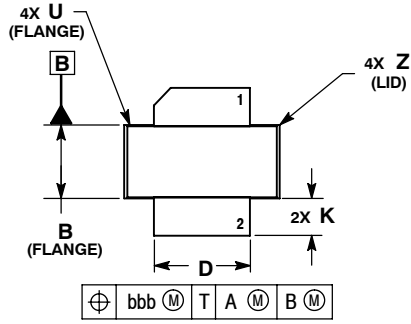 4X U
(FLANGE)
B
4X Z
(LID)
1
B
(FLANGE)
2X K
2
D
⌖ bbb Ⓜ T A Ⓜ B Ⓜ